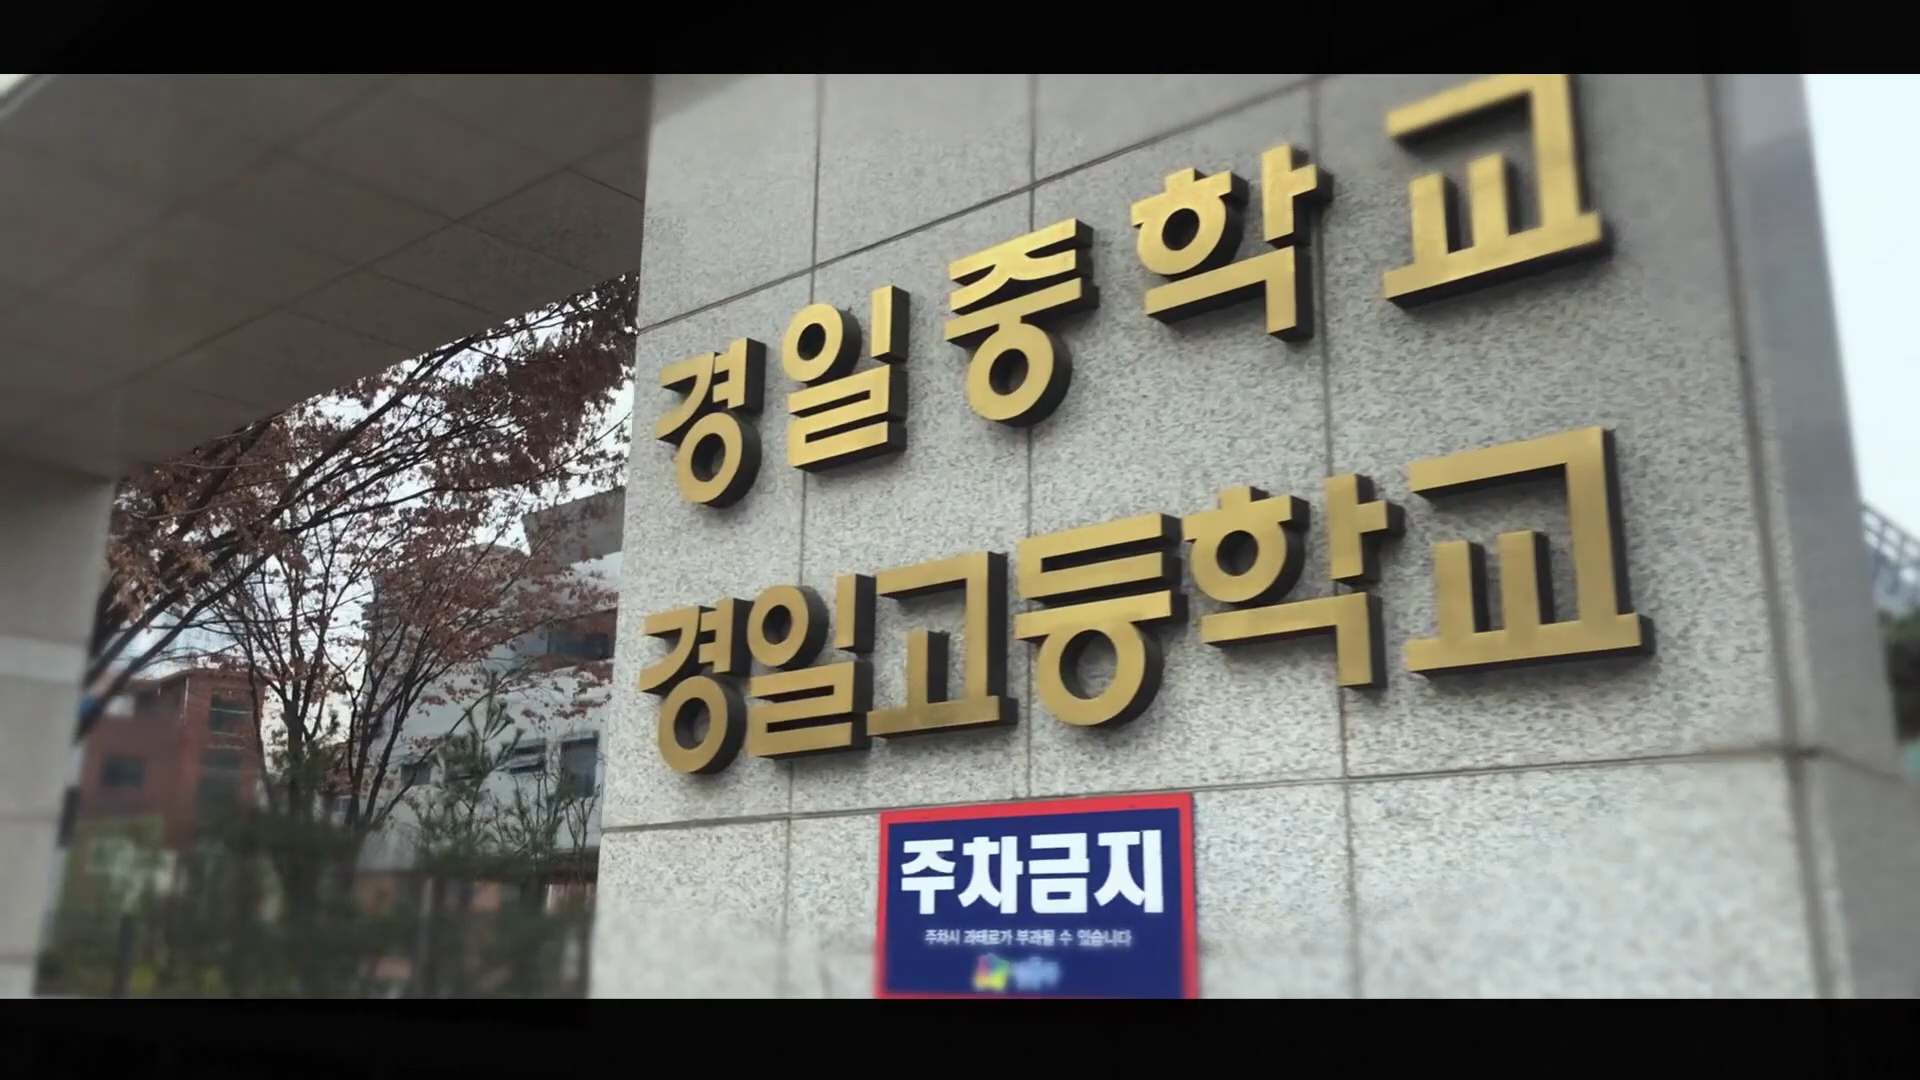 경일중학교
경일고등학교
주차금지
주차시 과태료가 부과될 수 있습니다